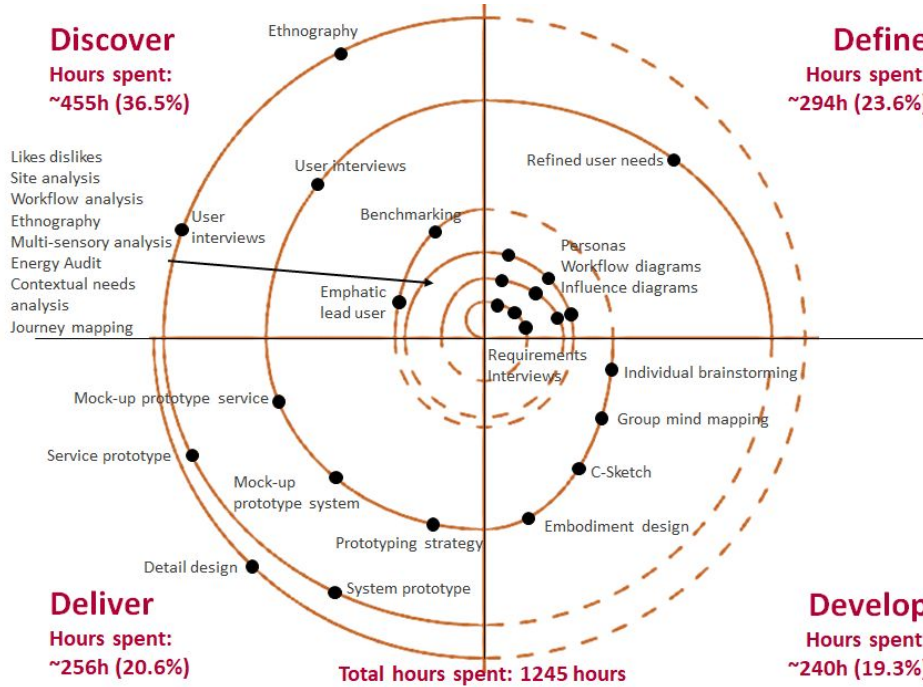 Discover
Hours spent:
~455h (36.5%)
Ethnography
Define
Hours spent
~294h (23.6%)
Likes dislikes
Site analysis
Workflow analysis
Ethnography
Multi-sensory analysis
Energy Audit
Contextual needs
analysis
Journey mapping
User interviews
User
interviews
Benchmarking
Emphatic
lead user
Refined user needs
Personas
Workflow diagrams
Influence diagrams
Requirements
Interviews
Individual brainstorming
Group mind mapping
C-Sketch
Embodiment design
Mock-up prototype service
Service prototype
Mock-up
prototype system
Prototyping strategy
Detail design
System prototype
Deliver
Hours spent:
~256h (20.6%)
Total hours spent: 1245 hours
Develop
Hours spent
~240h (19.3%)